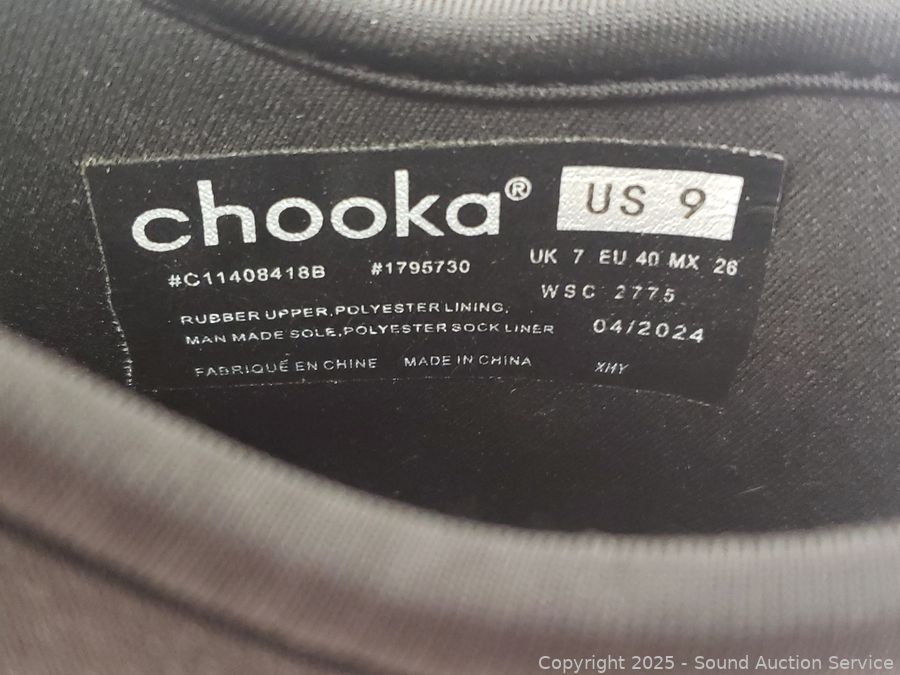 chooka®
US 9
#C11408418B #1795730
UK 7 EU 40 MX 26
WSC 2775
RUBBER UPPER,POLYESTER LINING,
MAN MADE SOLE,POLYESTER SOCK LINER
04/2024
FABRIQUÉ EN CHINE MADE IN CHINA
XHY
Copyright © 2025 - Sound Auction Service